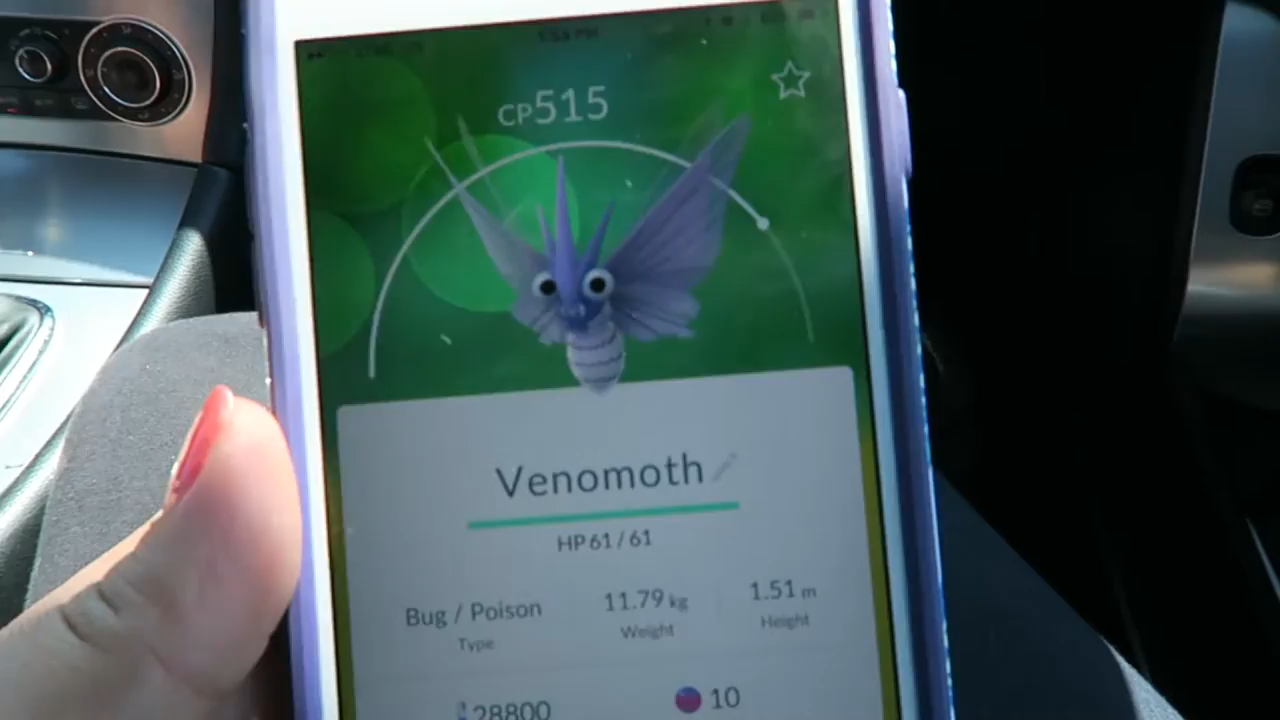 CP515
Venomoth
HP 61 / 61
Bug / Poison 11.79 kg 1.51 m
Type Weight Height
28800 10